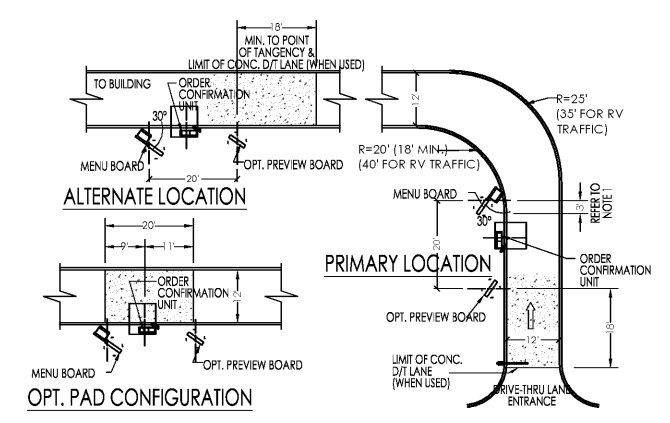 18'
MIN. TO POINT
OF TANGENCY &
LIMIT OF CONC. D/T LANE (WHEN USED)
TO BUILDING
ORDER
CONFIRMATION
UNIT
30°
MENU BOARD
OPT. PREVIEW BOARD
20'
ALTERNATE LOCATION
12'
R=25'
(35' FOR RV
TRAFFIC)
R=20' (18' MIN.)
(40' FOR RV TRAFFIC)
MENU BOARD
30°
3'
REFER TO
NOTE 1
20'
PRIMARY LOCATION
ORDER
CONFIRMATION
UNIT
OPT. PREVIEW BOARD
12'
18'
LIMIT OF CONC.
D/T LANE
(WHEN USED)
DRIVE-THRU LANE
ENTRANCE
20'
9'
11'
ORDER
CONFIRMATION
UNIT
12'
MENU BOARD
OPT. PREVIEW BOARD
OPT. PAD CONFIGURATION